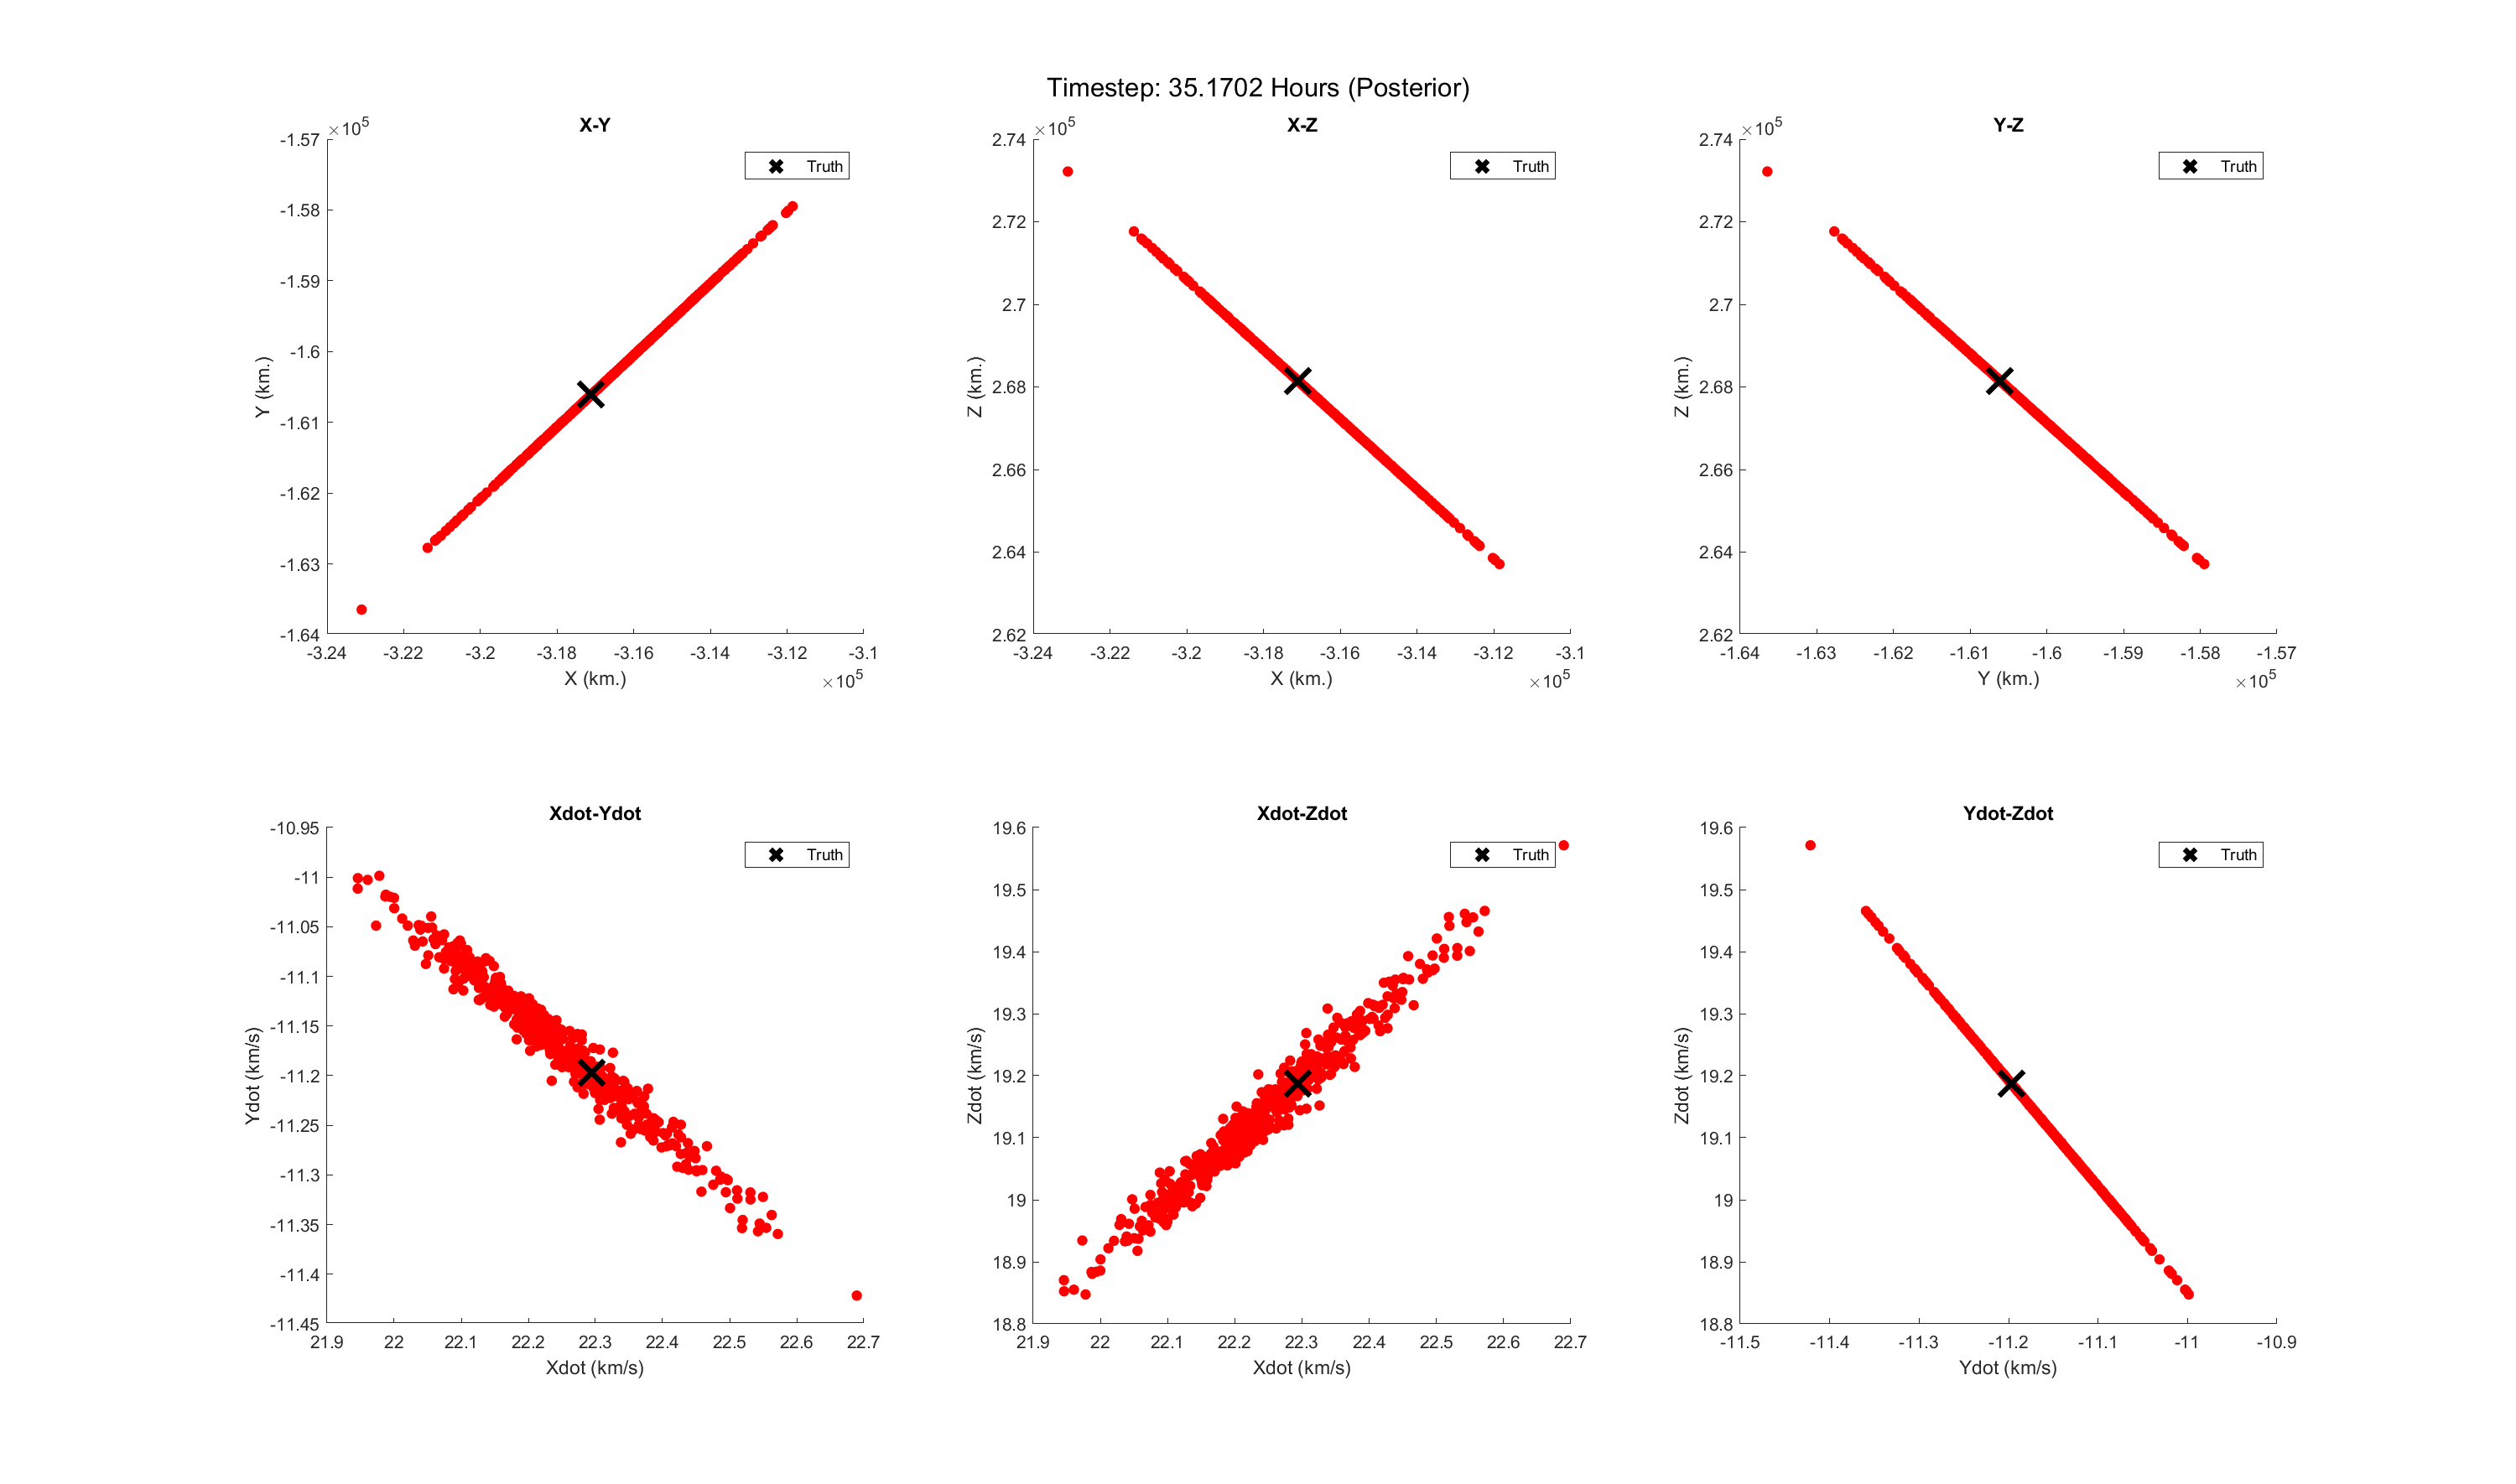 Timestep: 35.1702 Hours (Posterior)
X-Y
×10^5
Truth
-1.57
-1.58
-1.59
-1.6
-1.61
-1.62
-1.63
-1.64
Y (km.)
-3.24 -3.22 -3.2 -3.18 -3.16 -3.14 -3.12 -3.1
X (km.)
×10^5
X-Z
×10^5
Truth
2.74
2.72
2.7
2.68
2.66
2.64
2.62
Z (km.)
-3.24 -3.22 -3.2 -3.18 -3.16 -3.14 -3.12 -3.1
X (km.)
×10^5
Y-Z
×10^5
Truth
2.74
2.72
2.7
2.68
2.66
2.64
2.62
Z (km.)
-1.64 -1.63 -1.62 -1.61 -1.6 -1.59 -1.58 -1.57
Y (km.)
×10^5
Xdot-Ydot
Truth
-10.95
-11
-11.05
-11.1
-11.15
-11.2
-11.25
-11.3
-11.35
-11.4
-11.45
Ydot (km/s)
21.9 22 22.1 22.2 22.3 22.4 22.5 22.6 22.7
Xdot (km/s)
Xdot-Zdot
Truth
19.6
19.5
19.4
19.3
19.2
19.1
19
18.9
18.8
Zdot (km/s)
21.9 22 22.1 22.2 22.3 22.4 22.5 22.6 22.7
Xdot (km/s)
Ydot-Zdot
Truth
19.6
19.5
19.4
19.3
19.2
19.1
19
18.9
18.8
Zdot (km/s)
-11.5 -11.4 -11.3 -11.2 -11.1 -11 -10.9
Ydot (km/s)